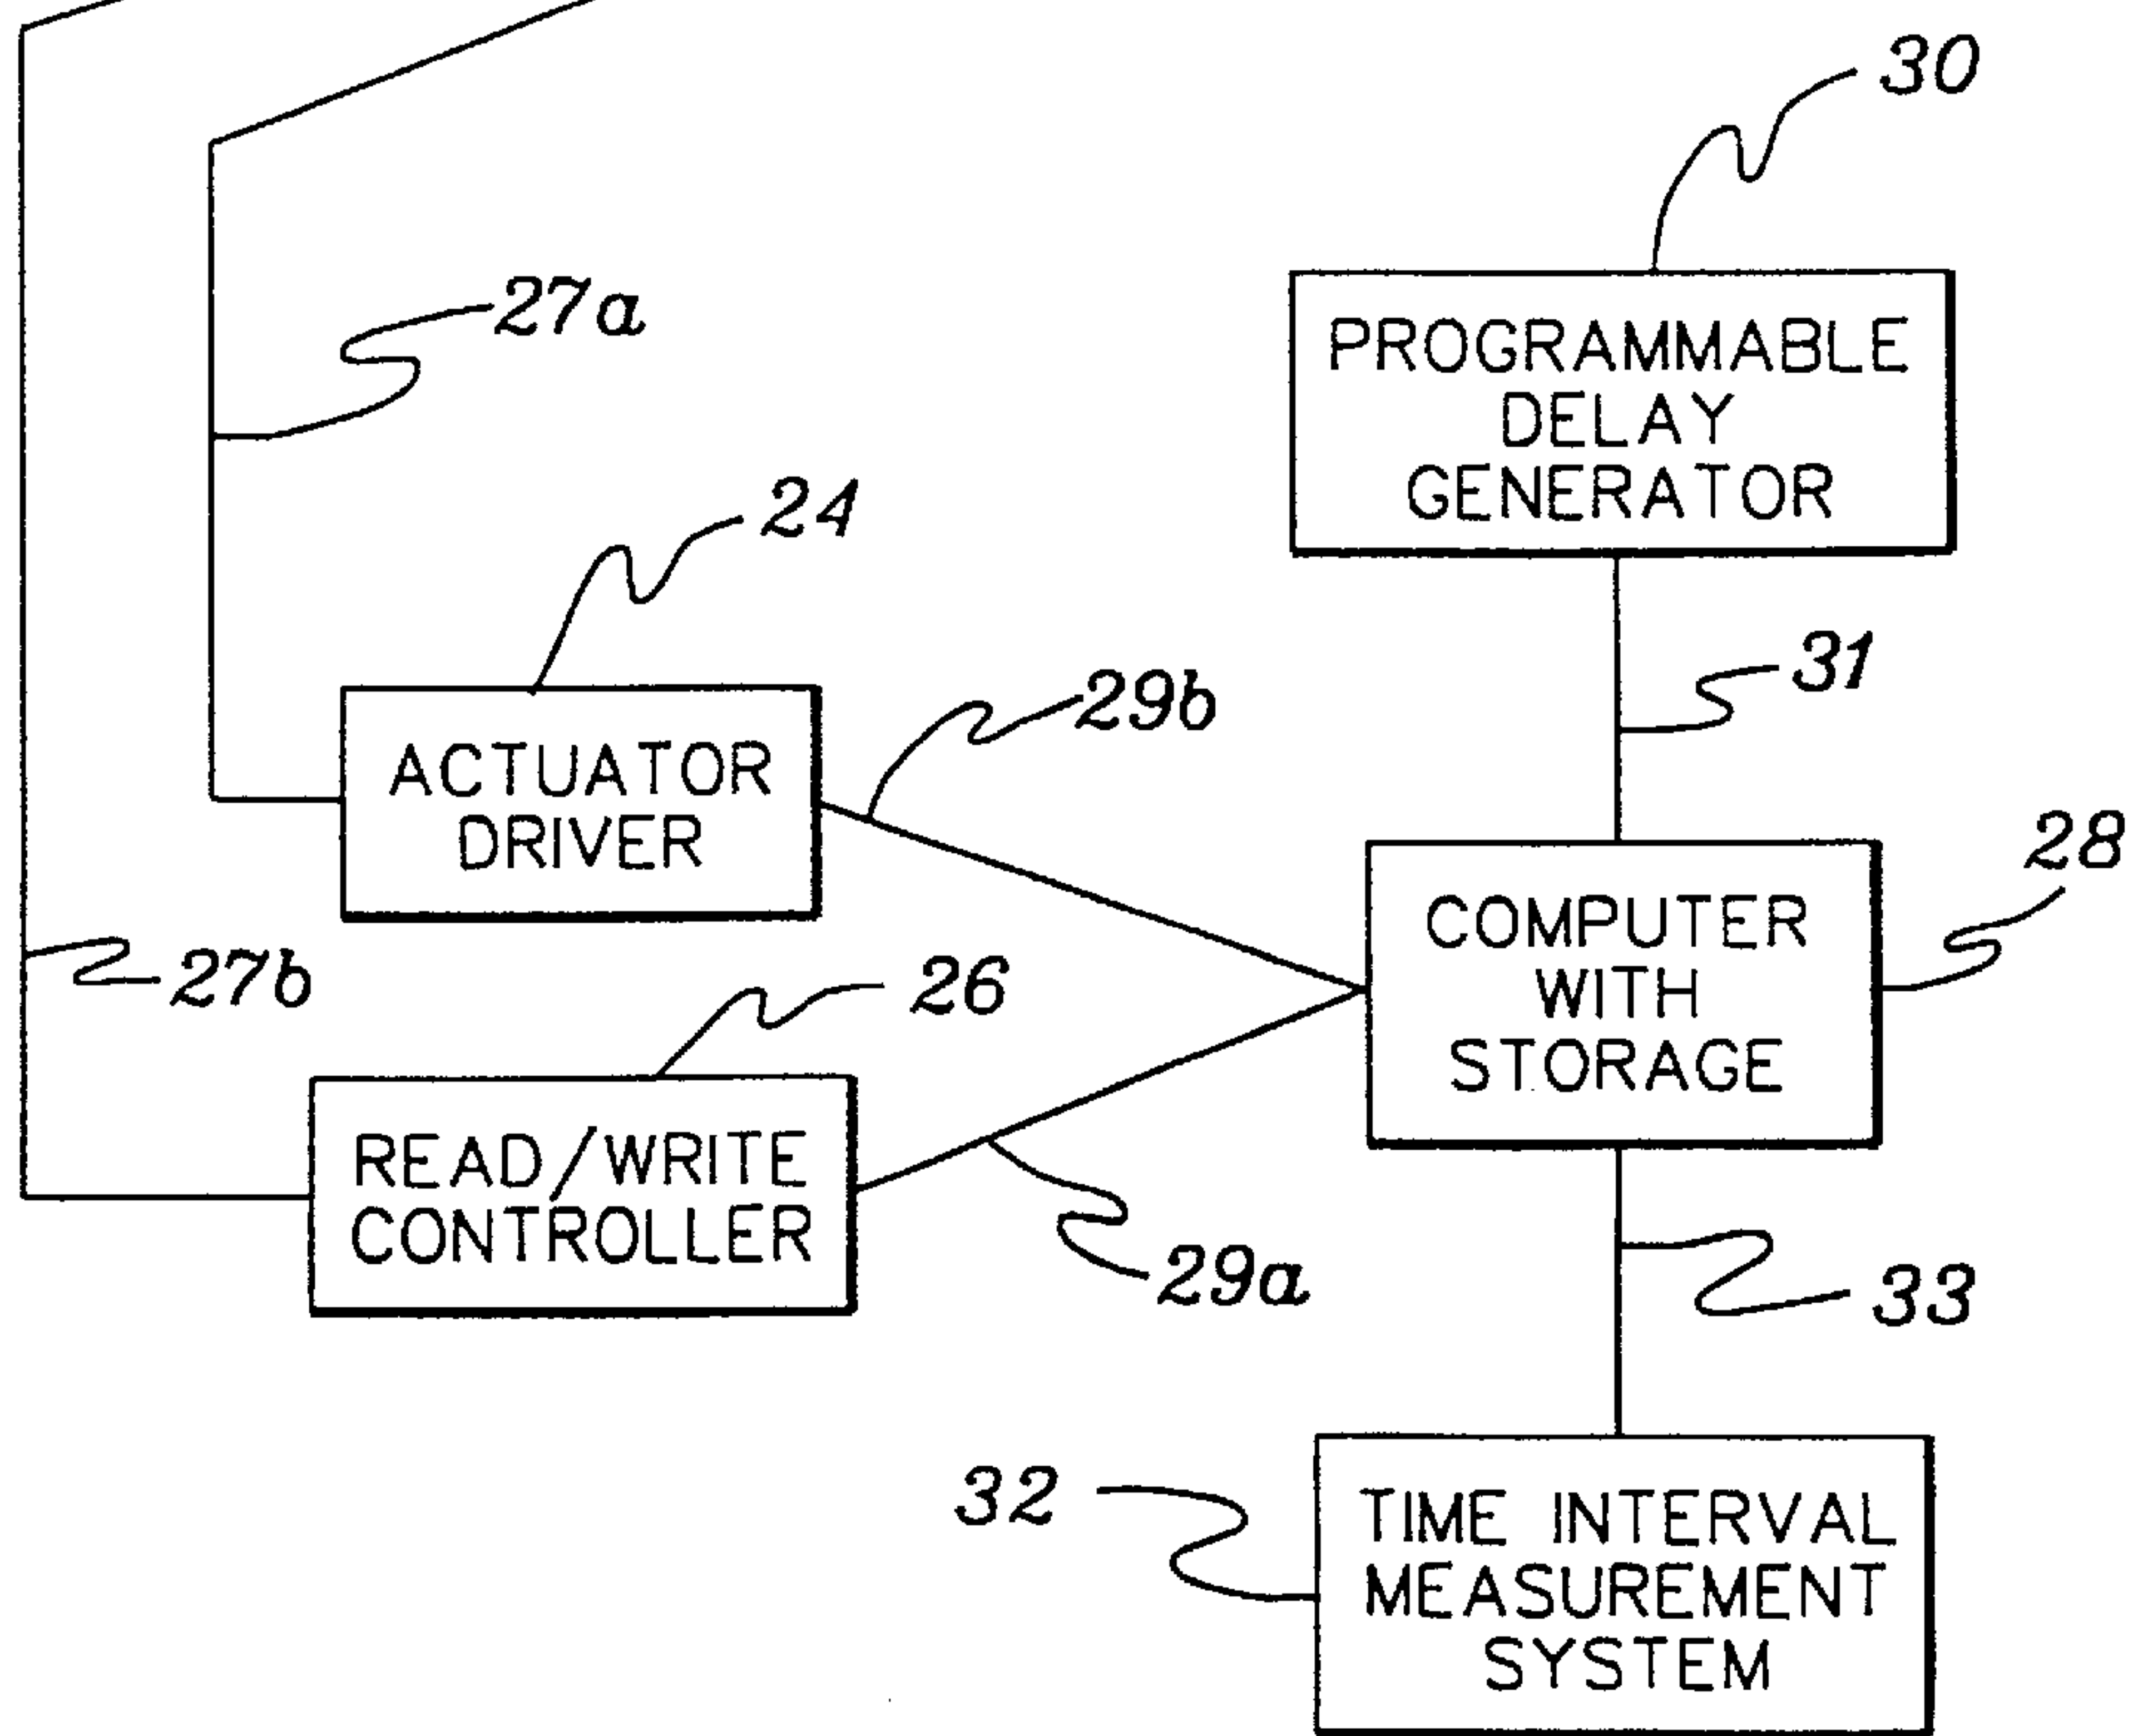 30
27a
PROGRAMMABLE
DELAY
GENERATOR
24
31
29b
ACTUATOR
DRIVER
28
COMPUTER
WITH
STORAGE
27b
26
READ/WRITE
CONTROLLER
29a
33
32
TIME INTERVAL
MEASUREMENT
SYSTEM